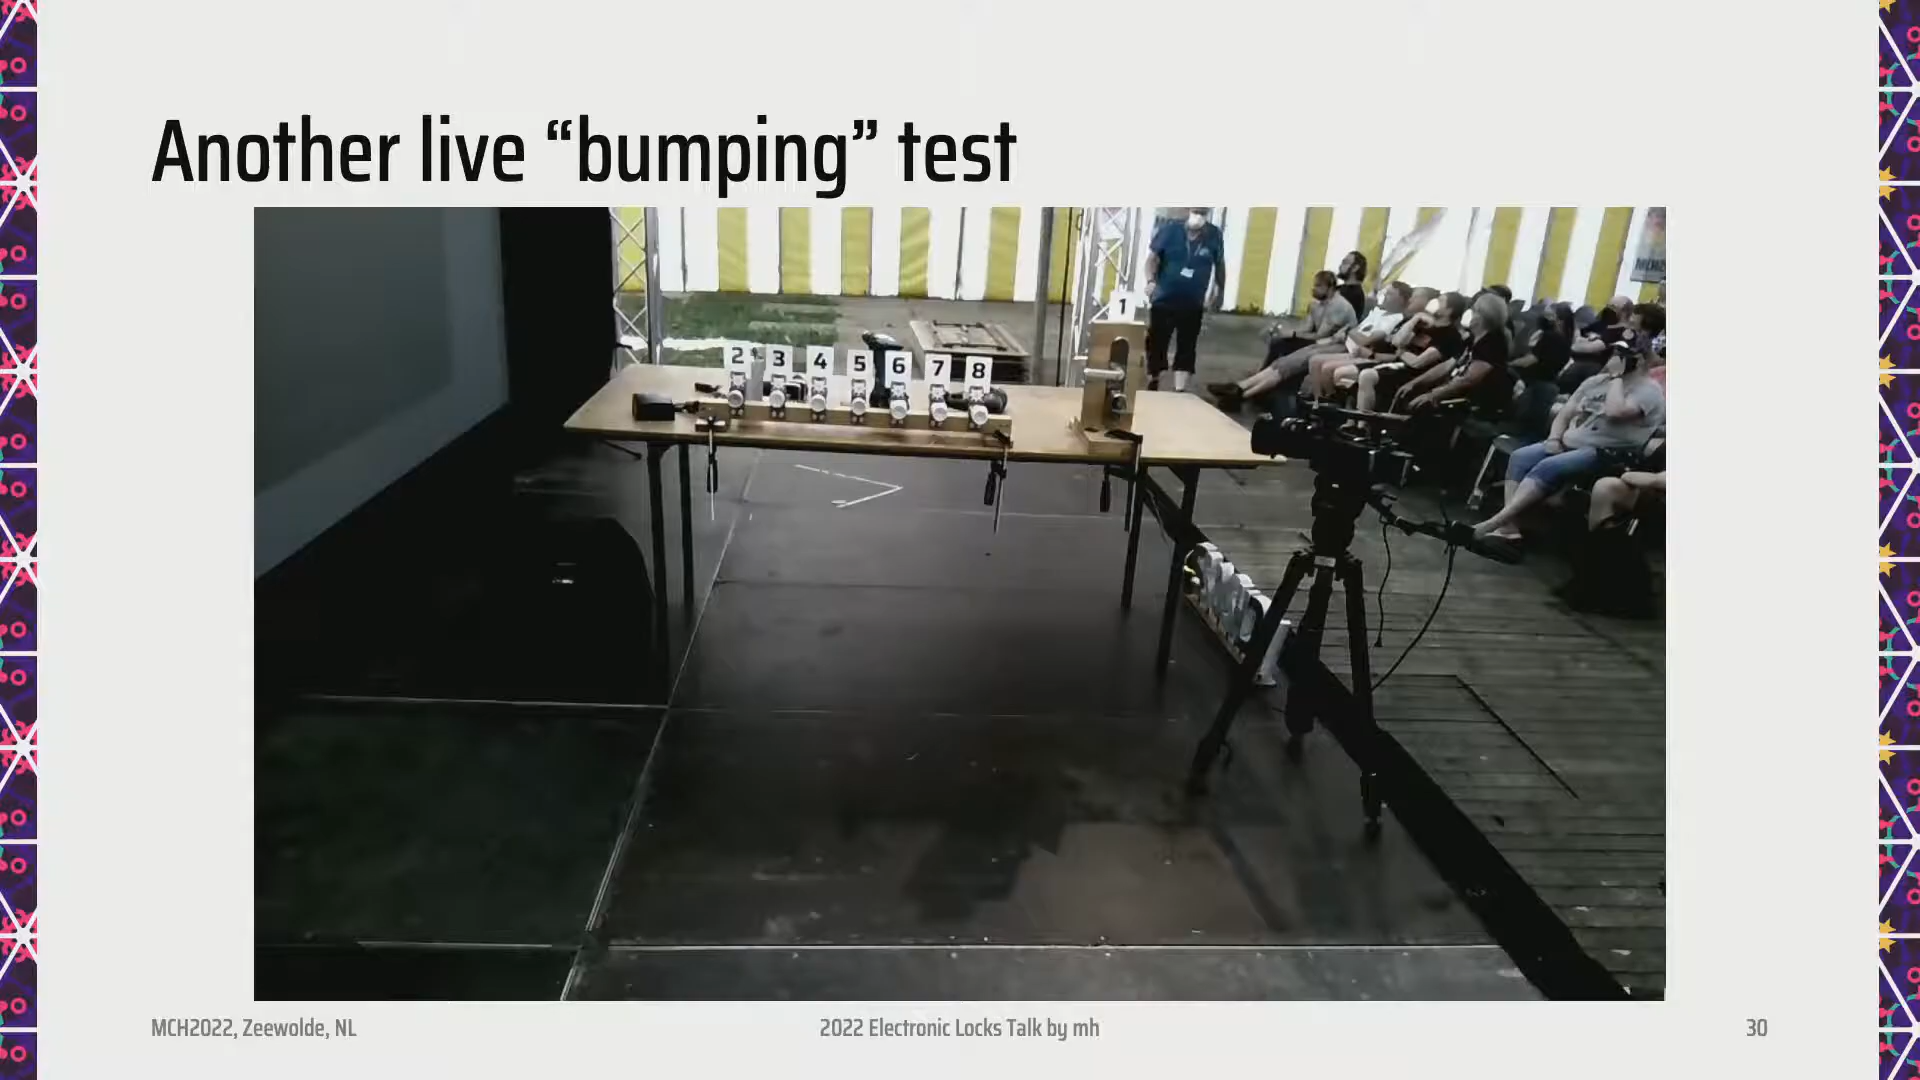 Another live “bumping” test
1
2 3 4 5 6 7 8
MCH2022, Zeewolde, NL
2022 Electronic Locks Talk by mh
30